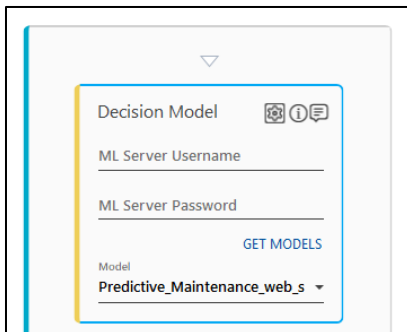 Decision Model
ML Server Username
ML Server Password
GET MODELS
Model
Predictive_Maintenance_web_s